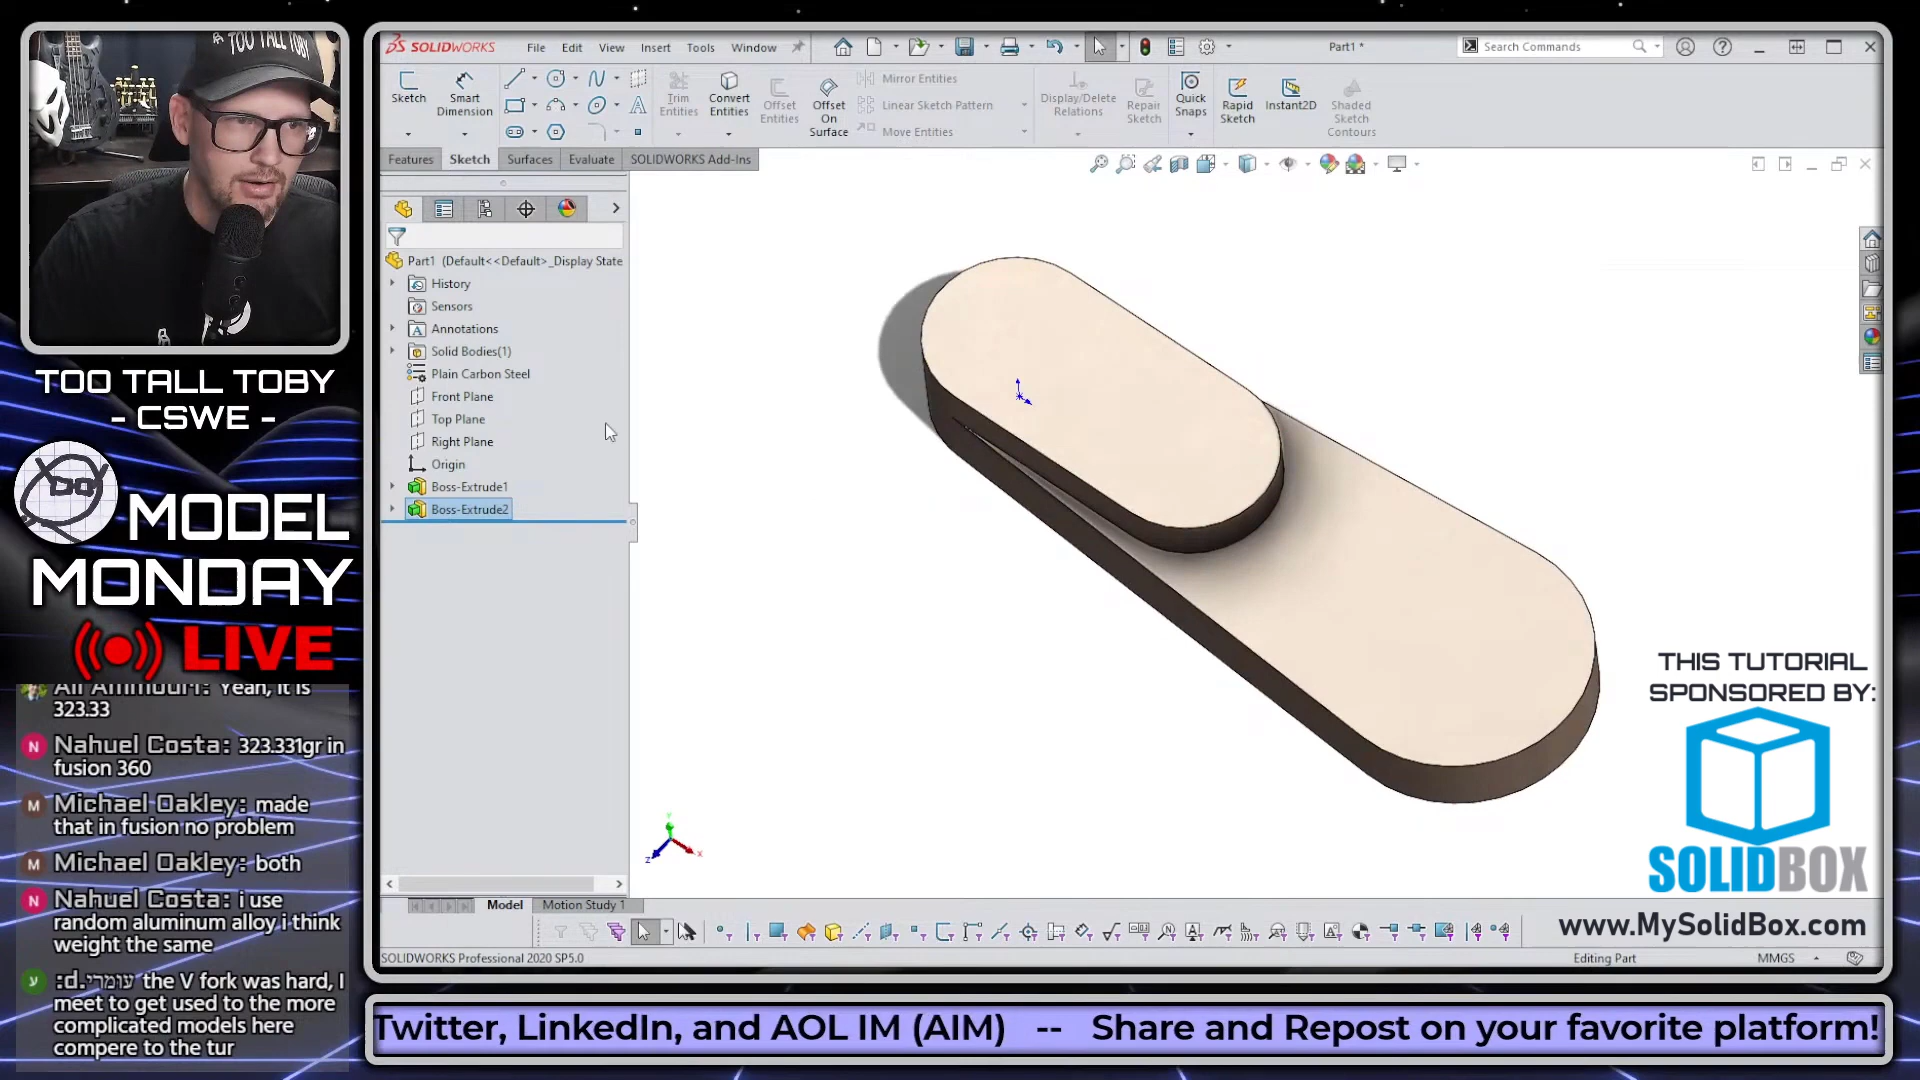 TOO TALL TOBY
TOO TALL TOBY
- CSWE -
MODEL
MONDAY
LIVE
Yeah, it is
323.33
N Nahuel Costa: 323.331gr in
fusion 360
M Michael Oakley: made
that in fusion no problem
M Michael Oakley: both
N Nahuel Costa: i use
random aluminum alloy i think
weight the same
ע :d.עומרי the V fork was hard, I
meet to get used to the more
complicated models here
compere to the tur
SOLIDWORKS File Edit View Insert Tools Window Part1 * Search Commands
Sketch
Smart
Dimension
Trim
Entities
Convert
Entities
Offset
Entities
Offset
On
Surface
Mirror Entities
Linear Sketch Pattern
Move Entities
Display/Delete
Relations
Repair
Sketch
Quick
Snaps
Rapid
Sketch
Instant2D
Shaded
Sketch
Contours
Features Sketch Surfaces Evaluate SOLIDWORKS Add-Ins
Part1 (Default<<Default>_Display State
History
Sensors
Annotations
Solid Bodies(1)
Plain Carbon Steel
Front Plane
Top Plane
Right Plane
Origin
Boss-Extrude1
Boss-Extrude2
Y
X
Z
Model Motion Study 1
SOLIDWORKS Professional 2020 SP5.0 Editing Part MMGS
THIS TUTORIAL
SPONSORED BY:
SOLIDBOX
www.MySolidBox.com
Twitter, LinkedIn, and AOL IM (AIM) -- Share and Repost on your favorite platform!